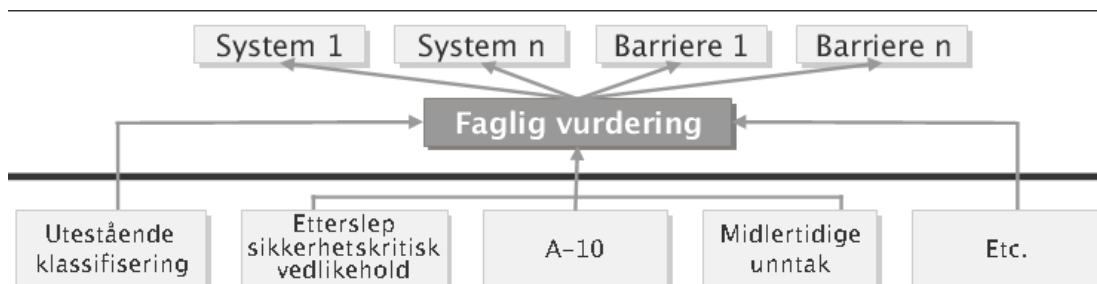 System 1
System n
Barriere 1
Barriere n
Faglig vurdering
Utestående
klassifisering
Etterslep
sikkerhetskritisk
vedlikehold
A-10
Midlertidige
unntak
Etc.